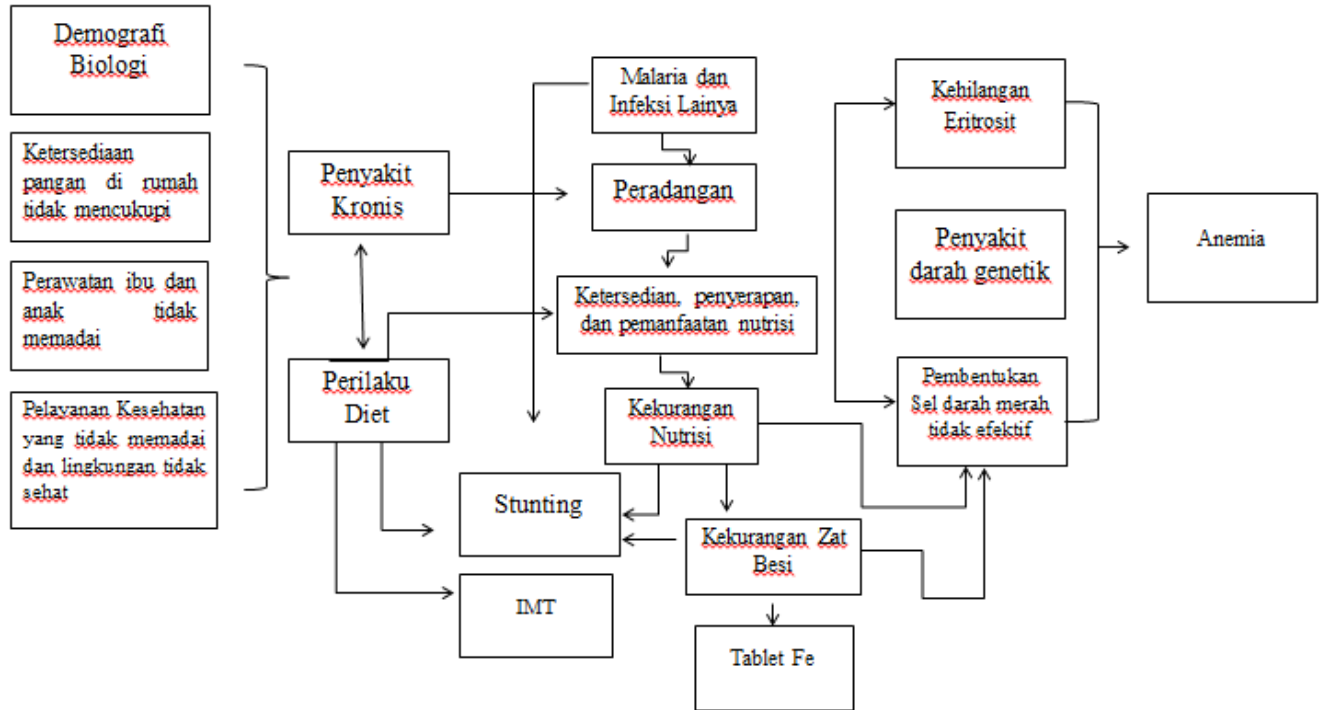 Demografi
Biologi
Ketersediaan
pangan di rumah
tidak mencukupi
Perawatan ibu dan
anak tidak
memadai
Pelayanan Kesehatan
yang tidak memadai
dan lingkungan tidak
sehat
Penyakit
Kronis
Perilaku
Diet
Malaria dan
Infeksi Lainya
Peradangan
Ketersedian, penyerapan,
dan pemanfaatan nutrisi
Kekurangan
Nutrisi
Stunting
Kekurangan Zat
Besi
IMT
Tablet Fe
Kehilangan
Eritrosit
Penyakit
darah genetik
Pembentukan
Sel darah merah
tidak efektif
Anemia